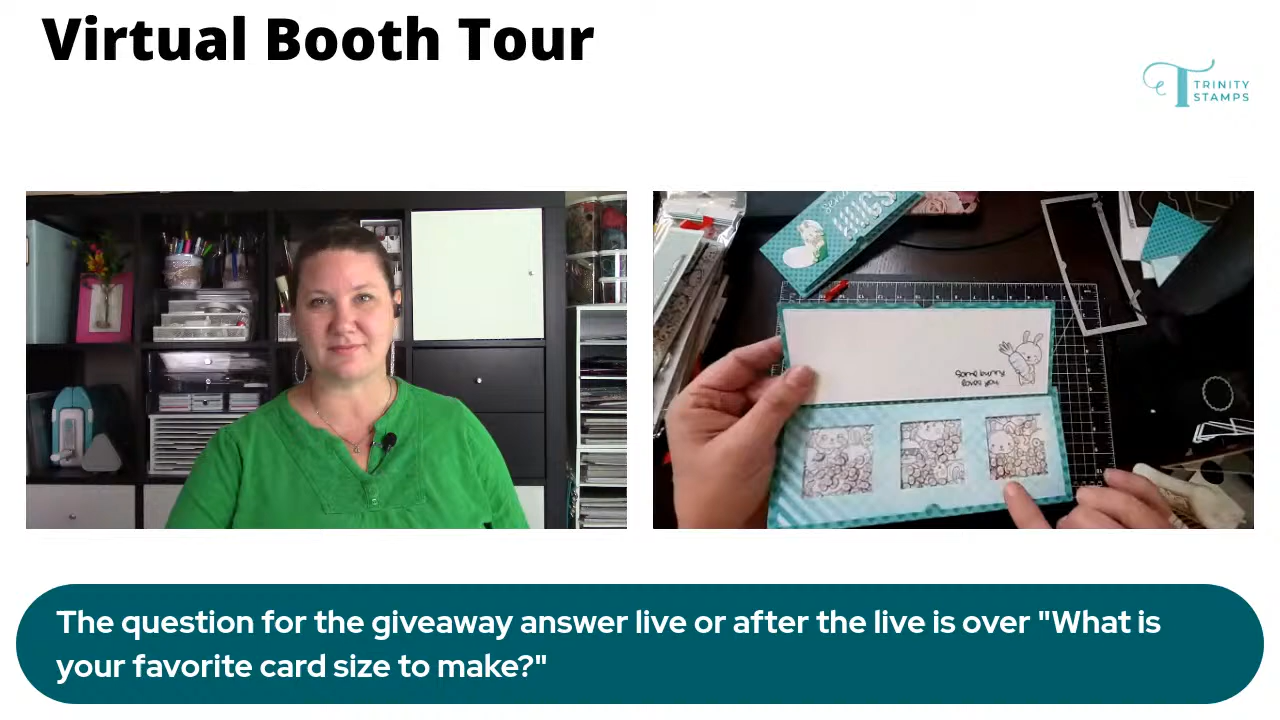 Virtual Booth Tour
TRINITY
STAMPS
THINGS
Some bunny
loves you
The question for the giveaway answer live or after the live is over "What is
your favorite card size to make?"